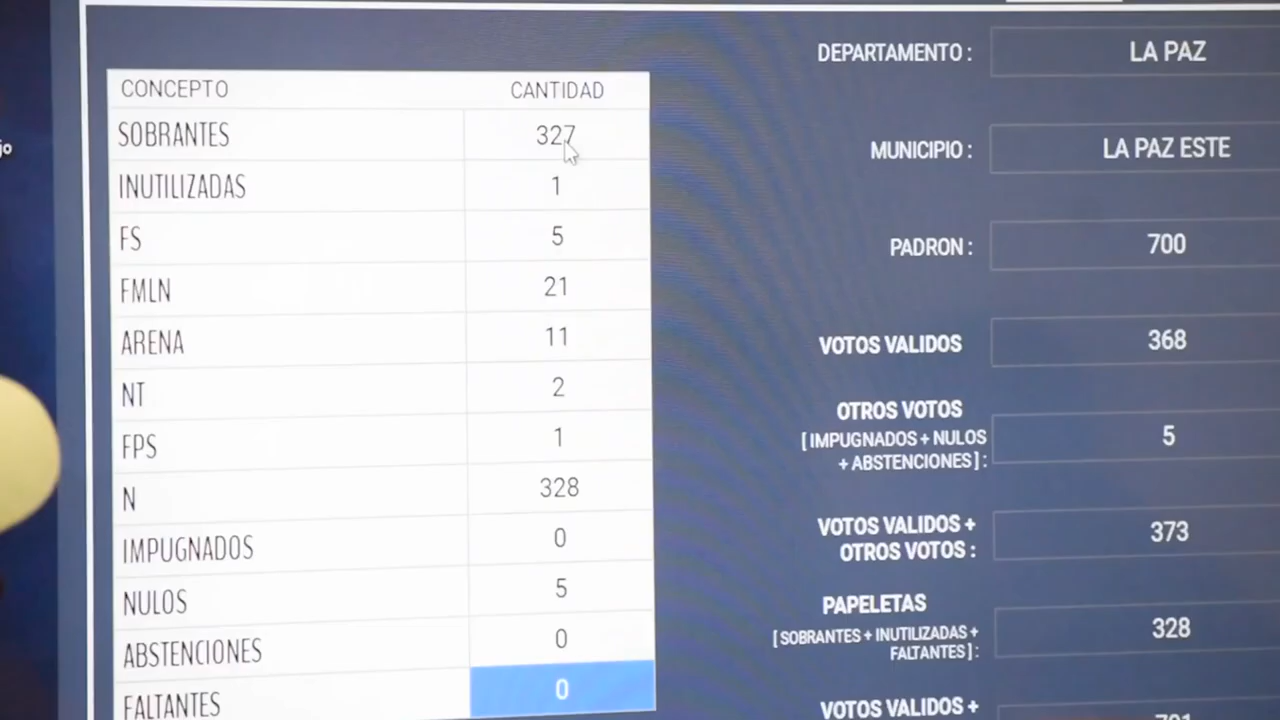 CONCEPTO CANTIDAD
SOBRANTES 327
INUTILIZADAS 1
FS 5
FMLN 21
ARENA 11
NT 2
FPS 1
N 328
IMPUGNADOS 0
NULOS 5
ABSTENCIONES 0
FALTANTES 0
jo
DEPARTAMENTO : LA PAZ
MUNICIPIO : LA PAZ ESTE
PADRON : 700
VOTOS VALIDOS 368
OTROS VOTOS
[ IMPUGNADOS + NULOS
+ ABSTENCIONES ] : 5
VOTOS VALIDOS +
OTROS VOTOS : 373
PAPELETAS
[ SOBRANTES + INUTILIZADAS +
FALTANTES ] : 328
VOTOS VALIDOS + 701